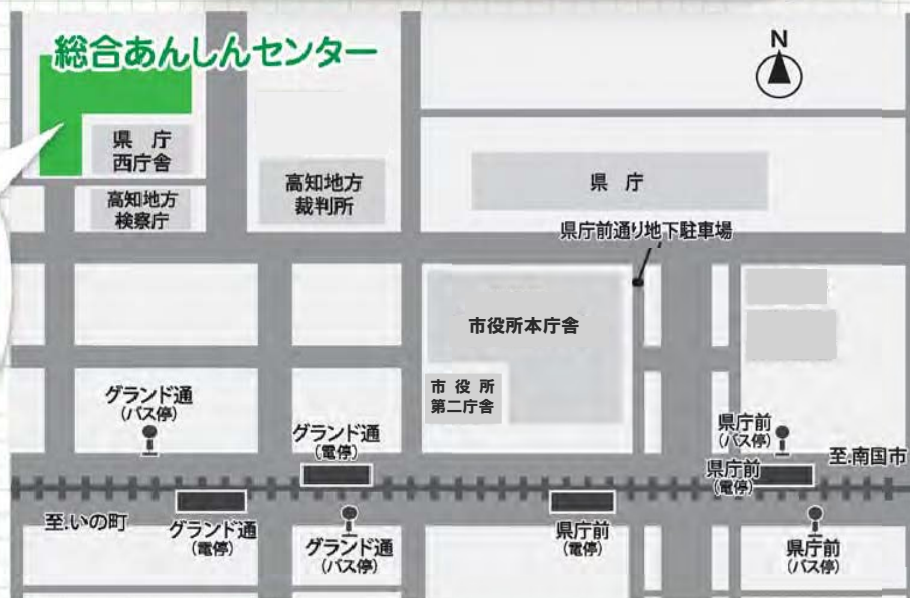 総合あんしんセンター
N
県 庁
西庁舎
高知地方
検察庁
高知地方
裁判所
県 庁
県庁前通り地下駐車場
市役所本庁舎
市 役 所
第二庁舎
グランド通
(バス停)
グランド通
(電停)
県庁前
(バス停)
至.南国市
県庁前
(電停)
至.いの町
グランド通
(電停)
グランド通
(バス停)
県庁前
(電停)
県庁前
(バス停)